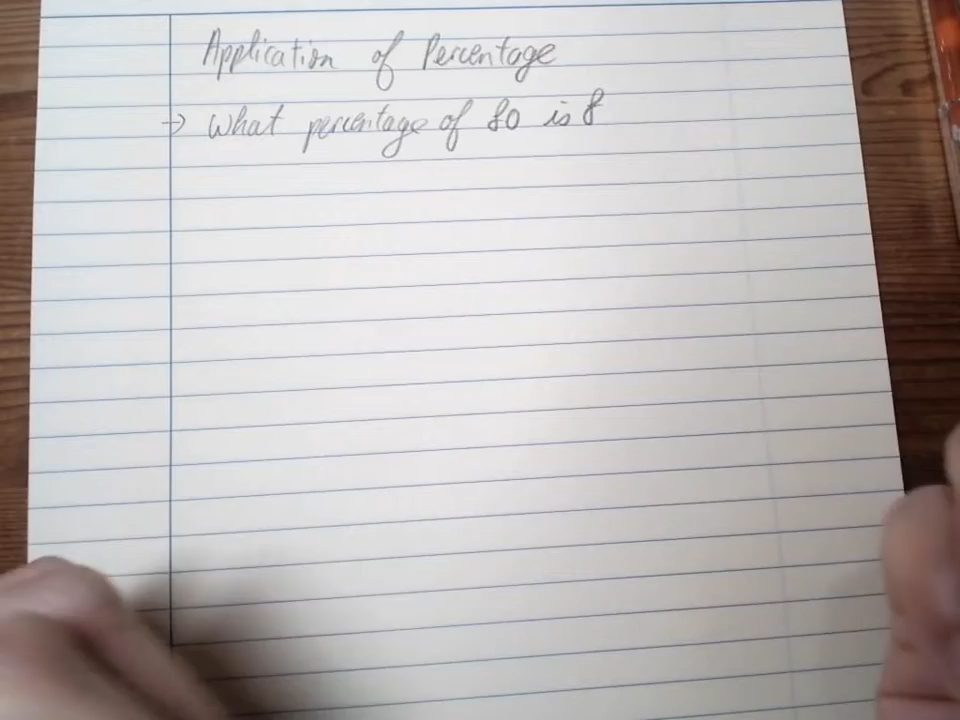 Application of Percentage
→ What percentage of 80 is 8